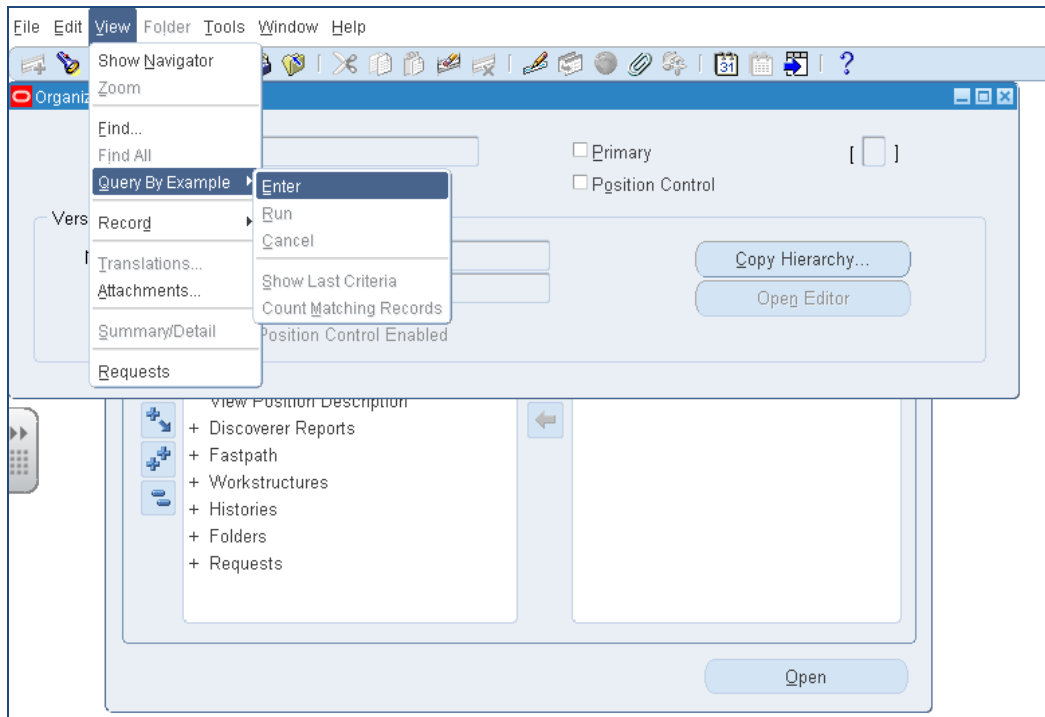 File Edit View Folder Tools Window Help
Show Navigator
31
?
Zoom
Organiz
Find...
Find All
Primary
[ ]
Query By Example
Enter
Position Control
Run
Vers
Record
Cancel
Translations...
Copy Hierarchy...
Attachments...
Show Last Criteria
Open Editor
Count Matching Records
Summary/Detail
Position Control Enabled
Requests
View Position Description
+ Discoverer Reports
+ Fastpath
+ Workstructures
+ Histories
+ Folders
+ Requests
Open